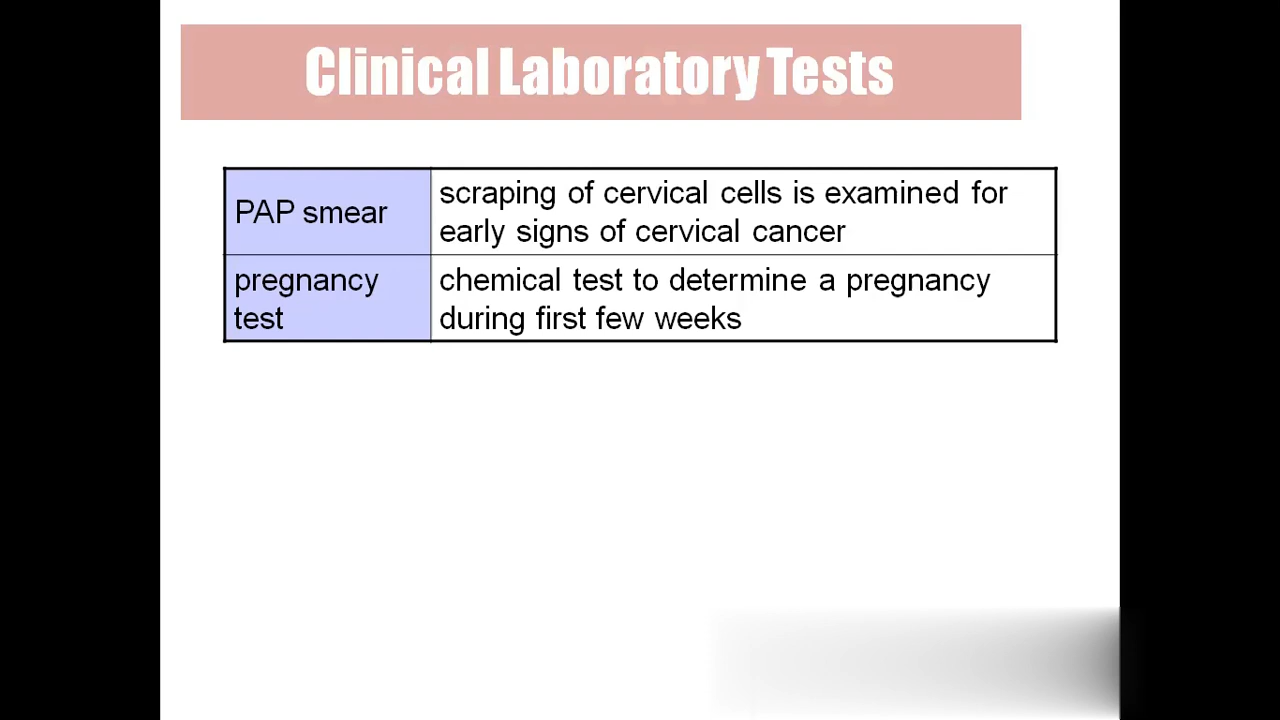 Clinical Laboratory Tests
PAP smear
scraping of cervical cells is examined for
early signs of cervical cancer
pregnancy
test
chemical test to determine a pregnancy
during first few weeks